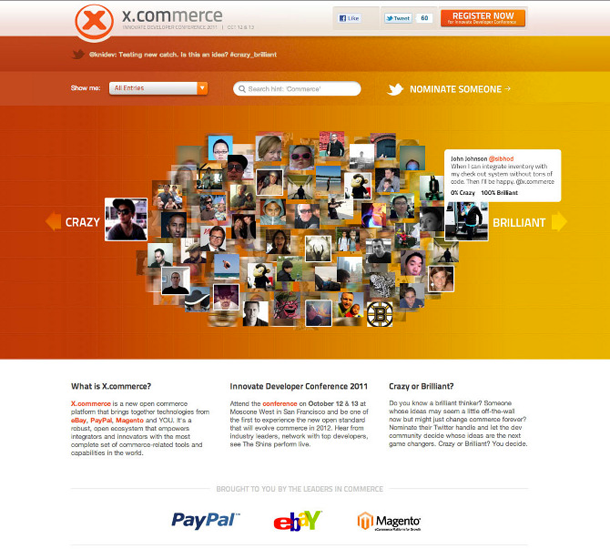 x.commerce
INNOVATE DEVELOPER CONFERENCE 2011 | OCT 12 & 13
Like
Tweet
60
REGISTER NOW
for Innovate Developer Conference
@knidev: Testing new catch. Is this an idea? #crazy_brilliant
Show me:
All Entries
Search hint: 'Commerce'
NOMINATE SOMEONE →
John Johnson @sibhod
When I can integrate inventory with
my check out system without tons of
code. Then I'll be happy. @x.commerce
0% Crazy 100% Brilliant
CRAZY
BRILLIANT
What is X.commerce?
X.commerce is a new open commerce
platform that brings together technologies from
eBay, PayPal, Magento and YOU. It's a
robust, open ecosystem that empowers
integrators and innovators with the most
complete set of commerce-related tools and
capabilities in the world.
Innovate Developer Conference 2011
Attend the conference on October 12 & 13 at
Moscone West in San Francisco and be one of
the first to experience the new open standard
that will evolve commerce in 2012. Hear from
industry leaders, network with top developers,
see The Shins perform live.
Crazy or Brilliant?
Do you know a brilliant thinker? Someone
whose ideas may seem a little off-the-wall
now but might just change commerce forever?
Nominate their Twitter handle and let the dev
community decide whose ideas are the next
game changers. Crazy or Brilliant? You decide.
BROUGHT TO YOU BY THE LEADERS IN COMMERCE
PayPal™
ebaY
Magento®
eCommerce Platform for Growth